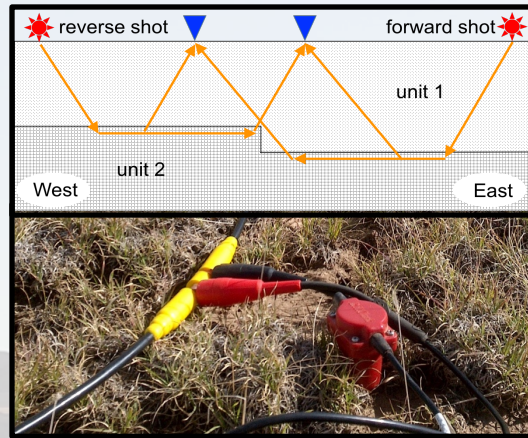 reverse shot
forward shot
unit 1
unit 2
West
East